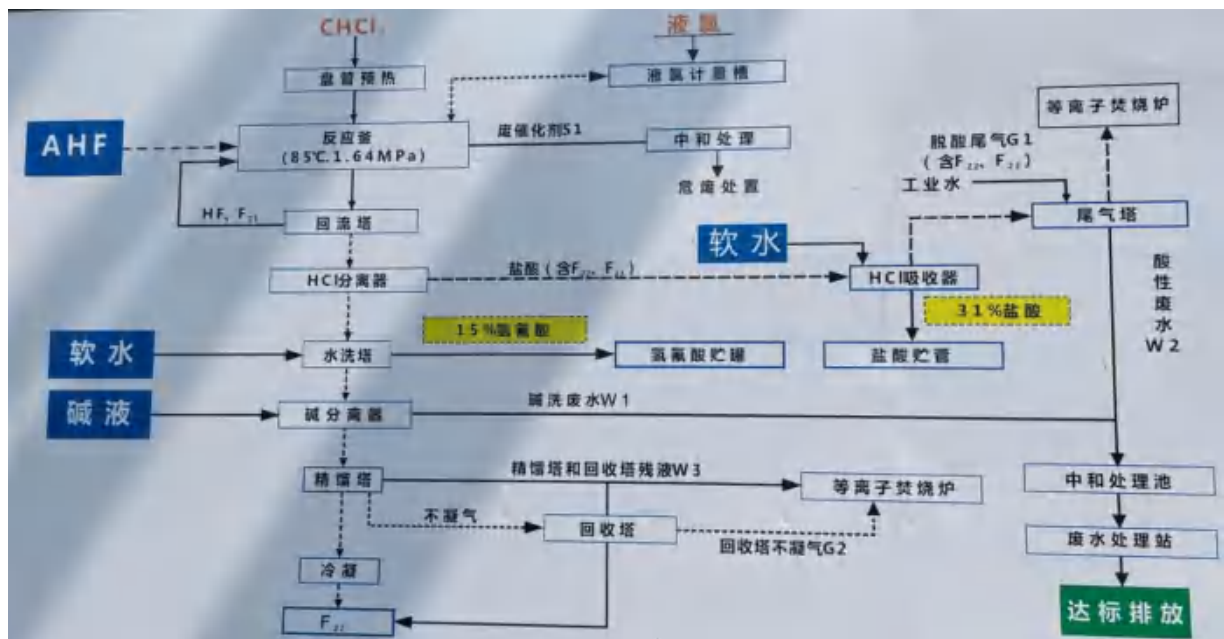 CHCl₃
液氯
盘管预热
液氯计量槽
等离子焚烧炉
AHF
反应釜
(85℃.1.64MPa)
废催化剂S1
中和处理
脱酸尾气G1
(含F₂₂、F₂₃)
工业水
危废处置
HF、F₂₁
回流塔
软水
尾气塔
HCl分离器
盐酸(含F₂₂、F₂₃)
HCl吸收器
酸性废水W2
15%氢氟酸
31%盐酸
软水
水洗塔
氢氟酸贮罐
盐酸贮管
碱液
碱分离器
碱洗废水W1
精馏塔
精馏塔和回收塔残液W3
等离子焚烧炉
中和处理池
不凝气
回收塔
回收塔不凝气G2
废水处理站
冷凝
F₂₂
达标排放